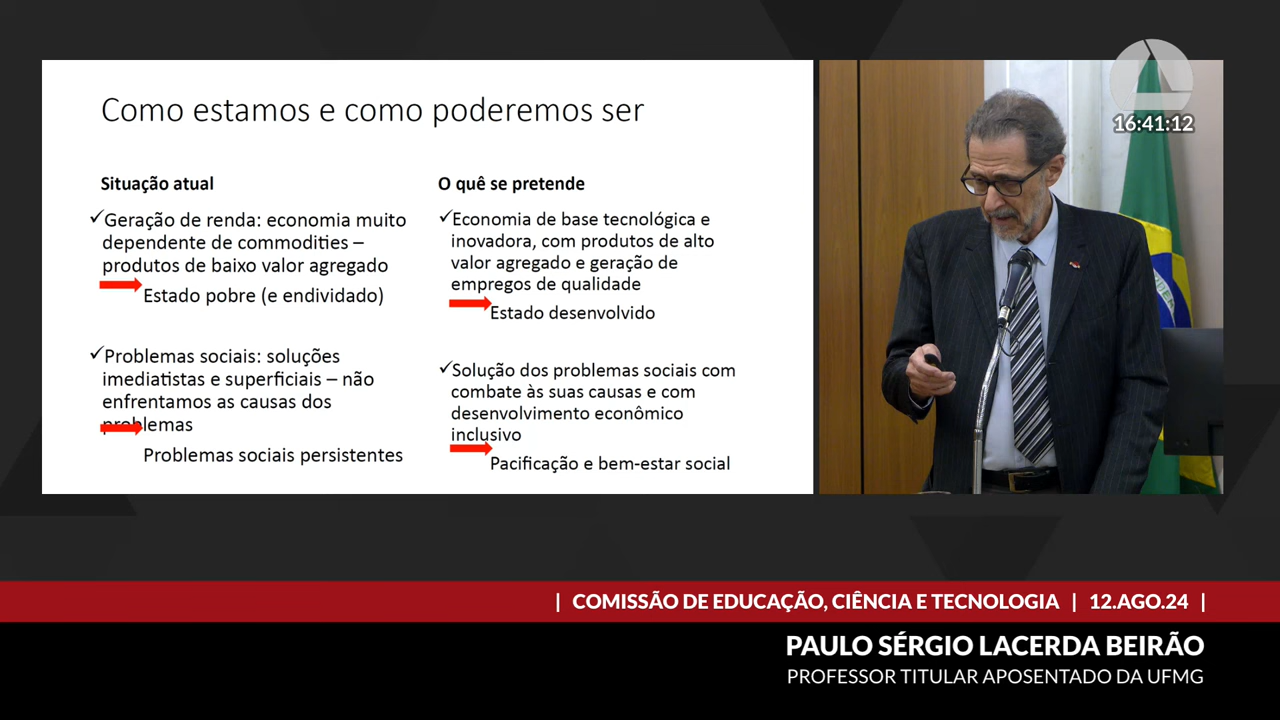 Como estamos e como poderemos ser
Situação atual
✓Geração de renda: economia muito
dependente de commodities –
produtos de baixo valor agregado
Estado pobre (e endividado)
✓Problemas sociais: soluções
imediatistas e superficiais – não
enfrentamos as causas dos
problemas
Problemas sociais persistentes
O quê se pretende
✓Economia de base tecnológica e
inovadora, com produtos de alto
valor agregado e geração de
empregos de qualidade
Estado desenvolvido
✓Solução dos problemas sociais com
combate às suas causas e com
desenvolvimento econômico
inclusivo
Pacificação e bem-estar social
16:41:12
| COMISSÃO DE EDUCAÇÃO, CIÊNCIA E TECNOLOGIA | 12.AGO.24 |
PAULO SÉRGIO LACERDA BEIRÃO
PROFESSOR TITULAR APOSENTADO DA UFMG